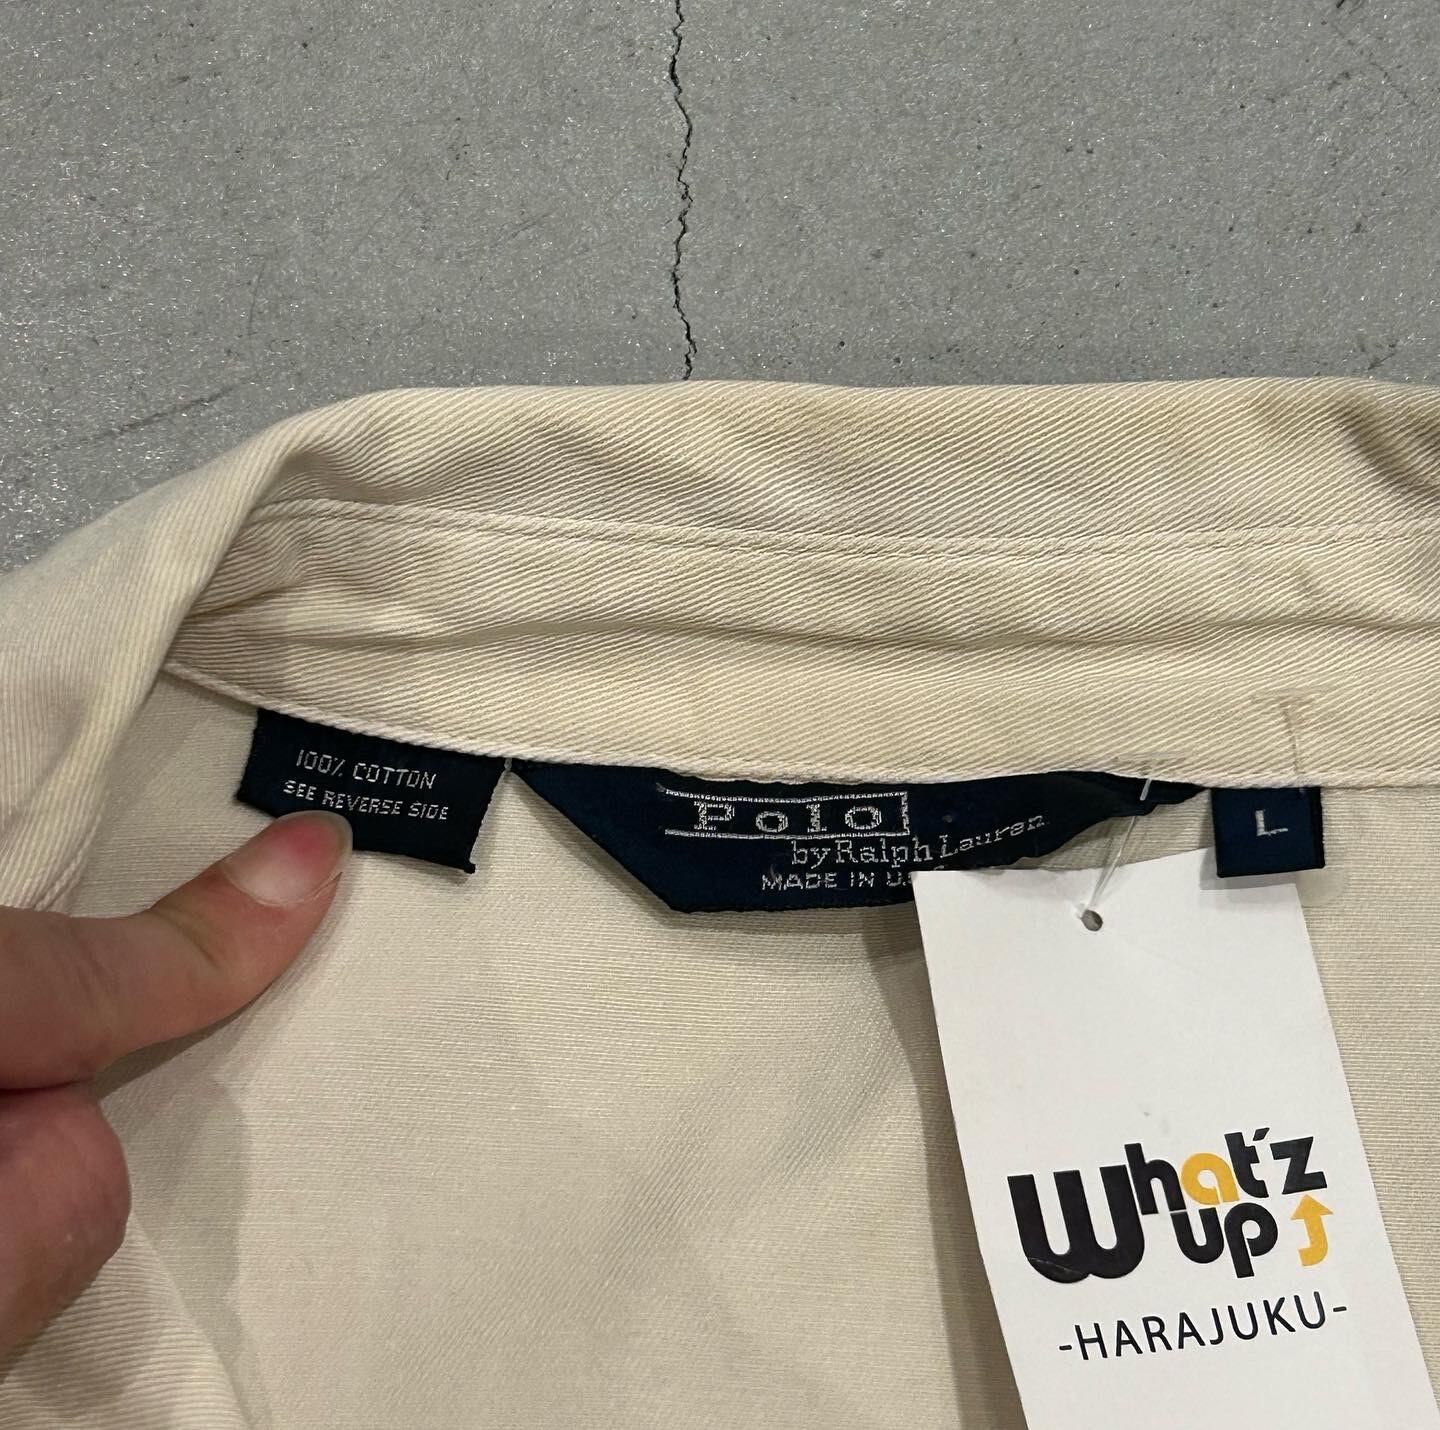 100% COTTON
SEE REVERSE SIDE
Polo
by Ralph Lauren
MADE IN
L
What'z
up
-HARAJUKU-